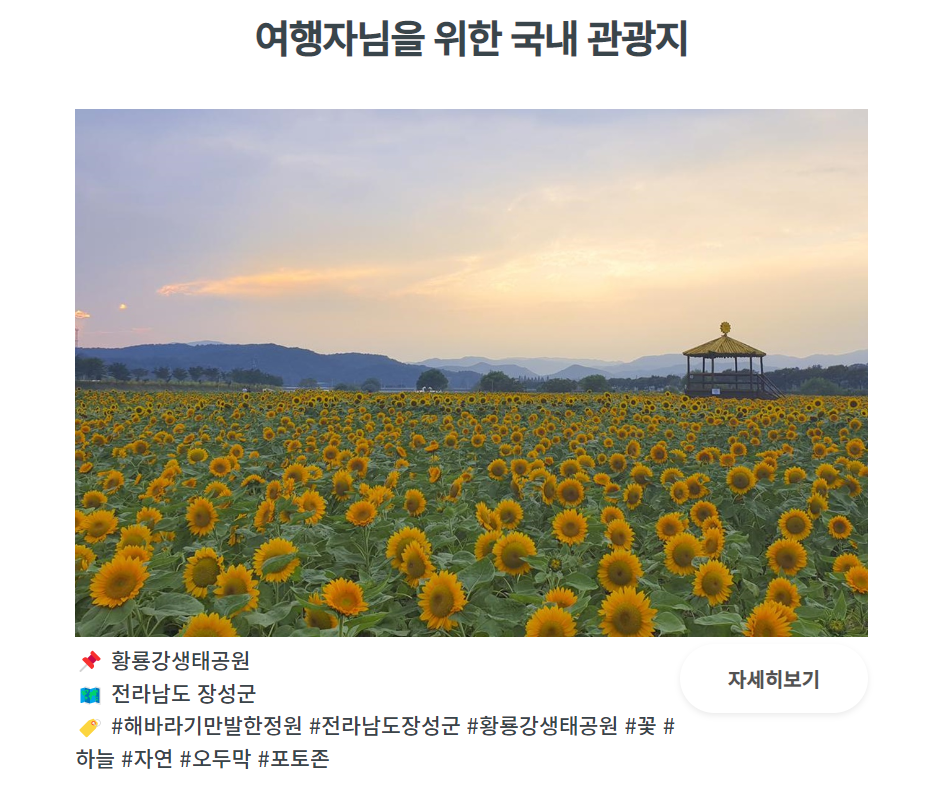 여행자님을 위한 국내 관광지
황룡강생태공원
전라남도 장성군
#해바라기만발한정원 #전라남도장성군 #황룡강생태공원 #꽃 #
하늘 #자연 #오두막 #포토존
자세히보기